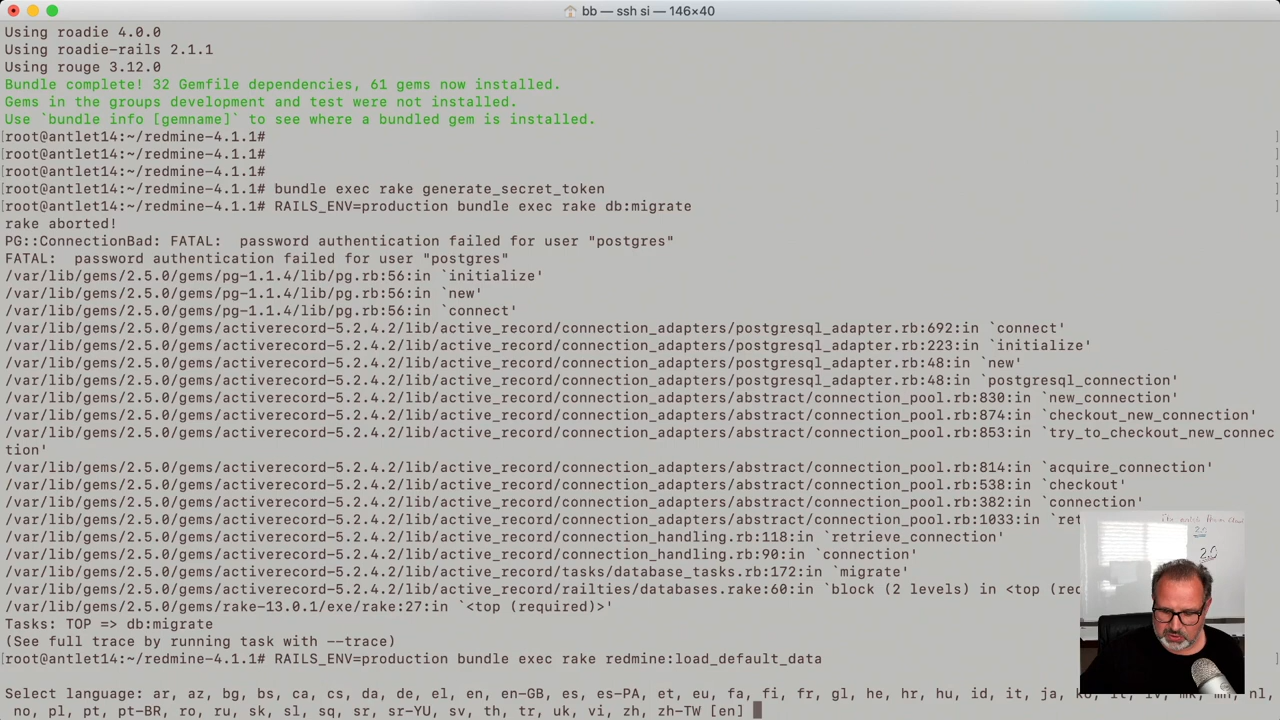 bb — ssh si — 146×40
Using roadie 4.0.0
Using roadie-rails 2.1.1
Using rouge 3.12.0
Bundle complete! 32 Gemfile dependencies, 61 gems now installed.
Gems in the groups development and test were not installed.
Use `bundle info [gemname]` to see where a bundled gem is installed.
[root@antlet14:~/redmine-4.1.1# ]
[root@antlet14:~/redmine-4.1.1# ]
[root@antlet14:~/redmine-4.1.1# ]
[root@antlet14:~/redmine-4.1.1# bundle exec rake generate_secret_token ]
[root@antlet14:~/redmine-4.1.1# RAILS_ENV=production bundle exec rake db:migrate ]
rake aborted!
PG::ConnectionBad: FATAL:  password authentication failed for user "postgres"
FATAL:  password authentication failed for user "postgres"
/var/lib/gems/2.5.0/gems/pg-1.1.4/lib/pg.rb:56:in `initialize'
/var/lib/gems/2.5.0/gems/pg-1.1.4/lib/pg.rb:56:in `new'
/var/lib/gems/2.5.0/gems/pg-1.1.4/lib/pg.rb:56:in `connect'
/var/lib/gems/2.5.0/gems/activerecord-5.2.4.2/lib/active_record/connection_adapters/postgresql_adapter.rb:692:in `connect'
/var/lib/gems/2.5.0/gems/activerecord-5.2.4.2/lib/active_record/connection_adapters/postgresql_adapter.rb:223:in `initialize'
/var/lib/gems/2.5.0/gems/activerecord-5.2.4.2/lib/active_record/connection_adapters/postgresql_adapter.rb:48:in `new'
/var/lib/gems/2.5.0/gems/activerecord-5.2.4.2/lib/active_record/connection_adapters/postgresql_adapter.rb:48:in `postgresql_connection'
/var/lib/gems/2.5.0/gems/activerecord-5.2.4.2/lib/active_record/connection_adapters/abstract/connection_pool.rb:830:in `new_connection'
/var/lib/gems/2.5.0/gems/activerecord-5.2.4.2/lib/active_record/connection_adapters/abstract/connection_pool.rb:874:in `checkout_new_connection'
/var/lib/gems/2.5.0/gems/activerecord-5.2.4.2/lib/active_record/connection_adapters/abstract/connection_pool.rb:853:in `try_to_checkout_new_connec
tion'
/var/lib/gems/2.5.0/gems/activerecord-5.2.4.2/lib/active_record/connection_adapters/abstract/connection_pool.rb:814:in `acquire_connection'
/var/lib/gems/2.5.0/gems/activerecord-5.2.4.2/lib/active_record/connection_adapters/abstract/connection_pool.rb:538:in `checkout'
/var/lib/gems/2.5.0/gems/activerecord-5.2.4.2/lib/active_record/connection_adapters/abstract/connection_pool.rb:382:in `connection'
/var/lib/gems/2.5.0/gems/activerecord-5.2.4.2/lib/active_record/connection_adapters/abstract/connection_pool.rb:1033:in `ret
/var/lib/gems/2.5.0/gems/activerecord-5.2.4.2/lib/active_record/connection_handling.rb:118:in `retrieve_connection'
/var/lib/gems/2.5.0/gems/activerecord-5.2.4.2/lib/active_record/connection_handling.rb:90:in `connection'
/var/lib/gems/2.5.0/gems/activerecord-5.2.4.2/lib/active_record/tasks/database_tasks.rb:172:in `migrate'
/var/lib/gems/2.5.0/gems/activerecord-5.2.4.2/lib/active_record/railties/databases.rake:60:in `block (2 levels) in <top (req
/var/lib/gems/2.5.0/gems/rake-13.0.1/exe/rake:27:in `<top (required)>'
Tasks: TOP => db:migrate
(See full trace by running task with --trace)
[root@antlet14:~/redmine-4.1.1# RAILS_ENV=production bundle exec rake redmine:load_default_data
Select language: ar, az, bg, bs, ca, cs, da, de, el, en, en-GB, es, es-PA, et, eu, fa, fi, fr, gl, he, hr, hu, id, it, ja, nl,
no, pl, pt, pt-BR, ro, ru, sk, sl, sq, sr, sr-YU, sv, th, tr, uk, vi, zh, zh-TW [en]